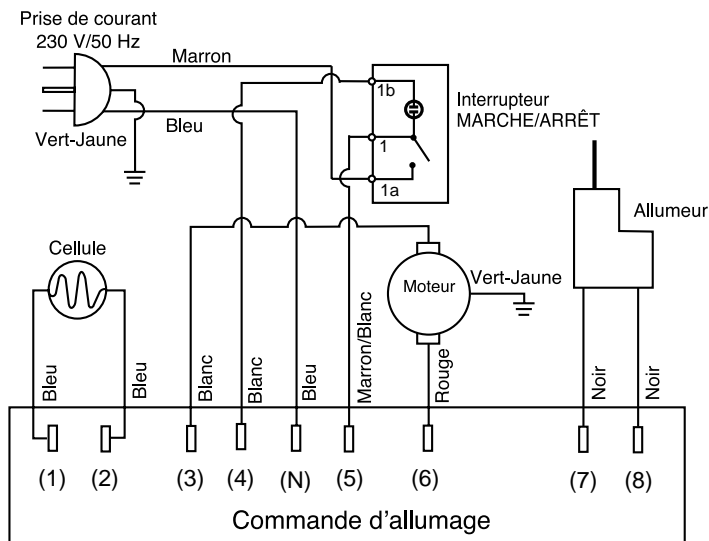 Prise de courant
230 V/50 Hz
Marron
Vert-Jaune
Bleu
1b
1
1a
Interrupteur
MARCHE/ARRÊT
Allumeur
Cellule
Moteur
Vert-Jaune
Bleu
Bleu
Blanc
Blanc
Bleu
Marron/Blanc
Rouge
Noir
Noir
(1)
(2)
(3)
(4)
(N)
(5)
(6)
(7)
(8)
Commande d'allumage